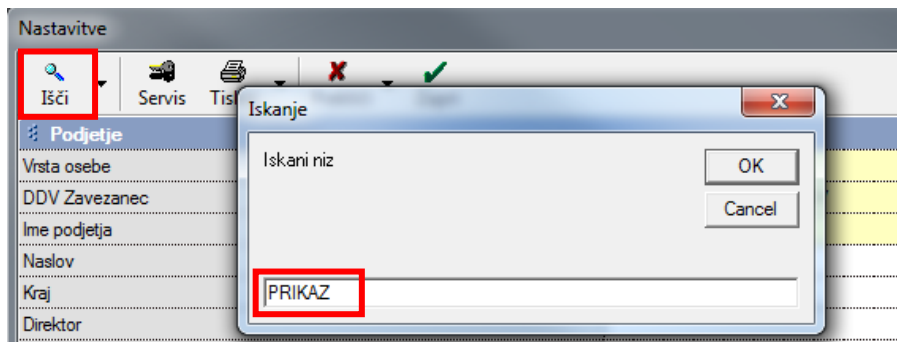 Nastavitve
Išči Servis
Iskanje
Podjetje
Vrsta osebe
Iskani niz
OK
DDV Zavezanec
Cancel
Ime podjetja
Naslov
Kraj
PRIKAZ
Direktor